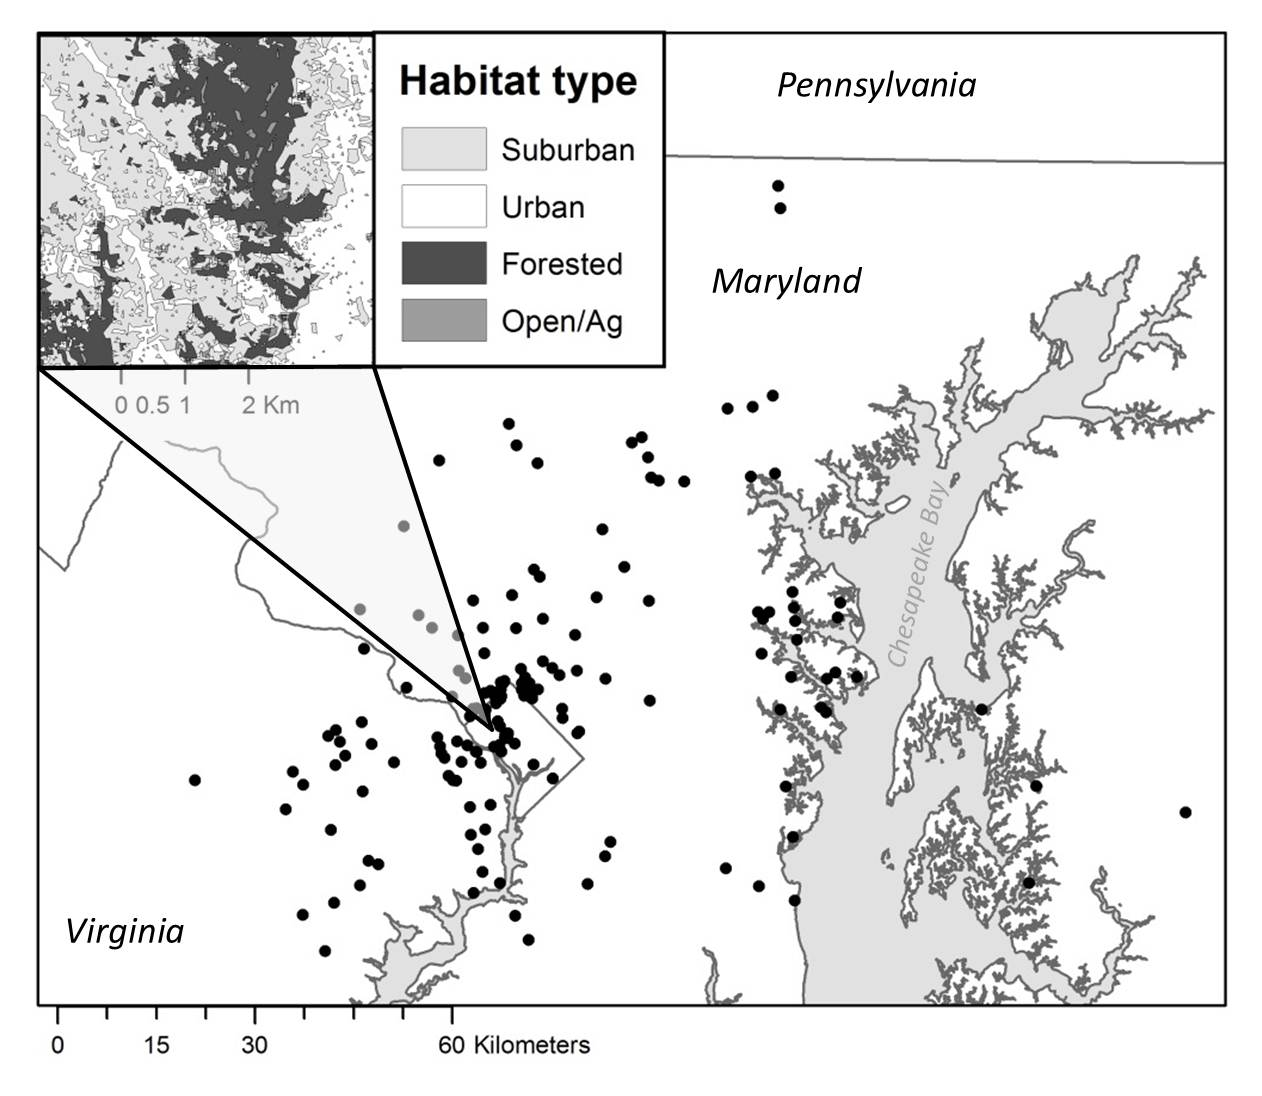 Habitat type
Suburban
Urban
Forested
Open/Ag
Pennsylvania
Maryland
0 0.5 1 2 Km
Chesapeake Bay
Virginia
0 15 30 60 Kilometers